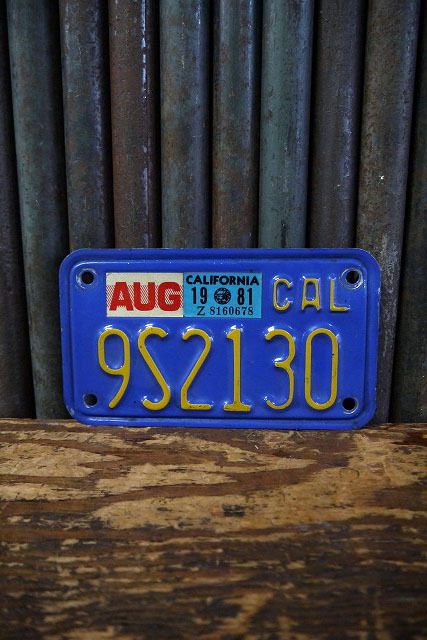 AUG
CALIFORNIA
19 81
Z 8160678
CAL
9S2130